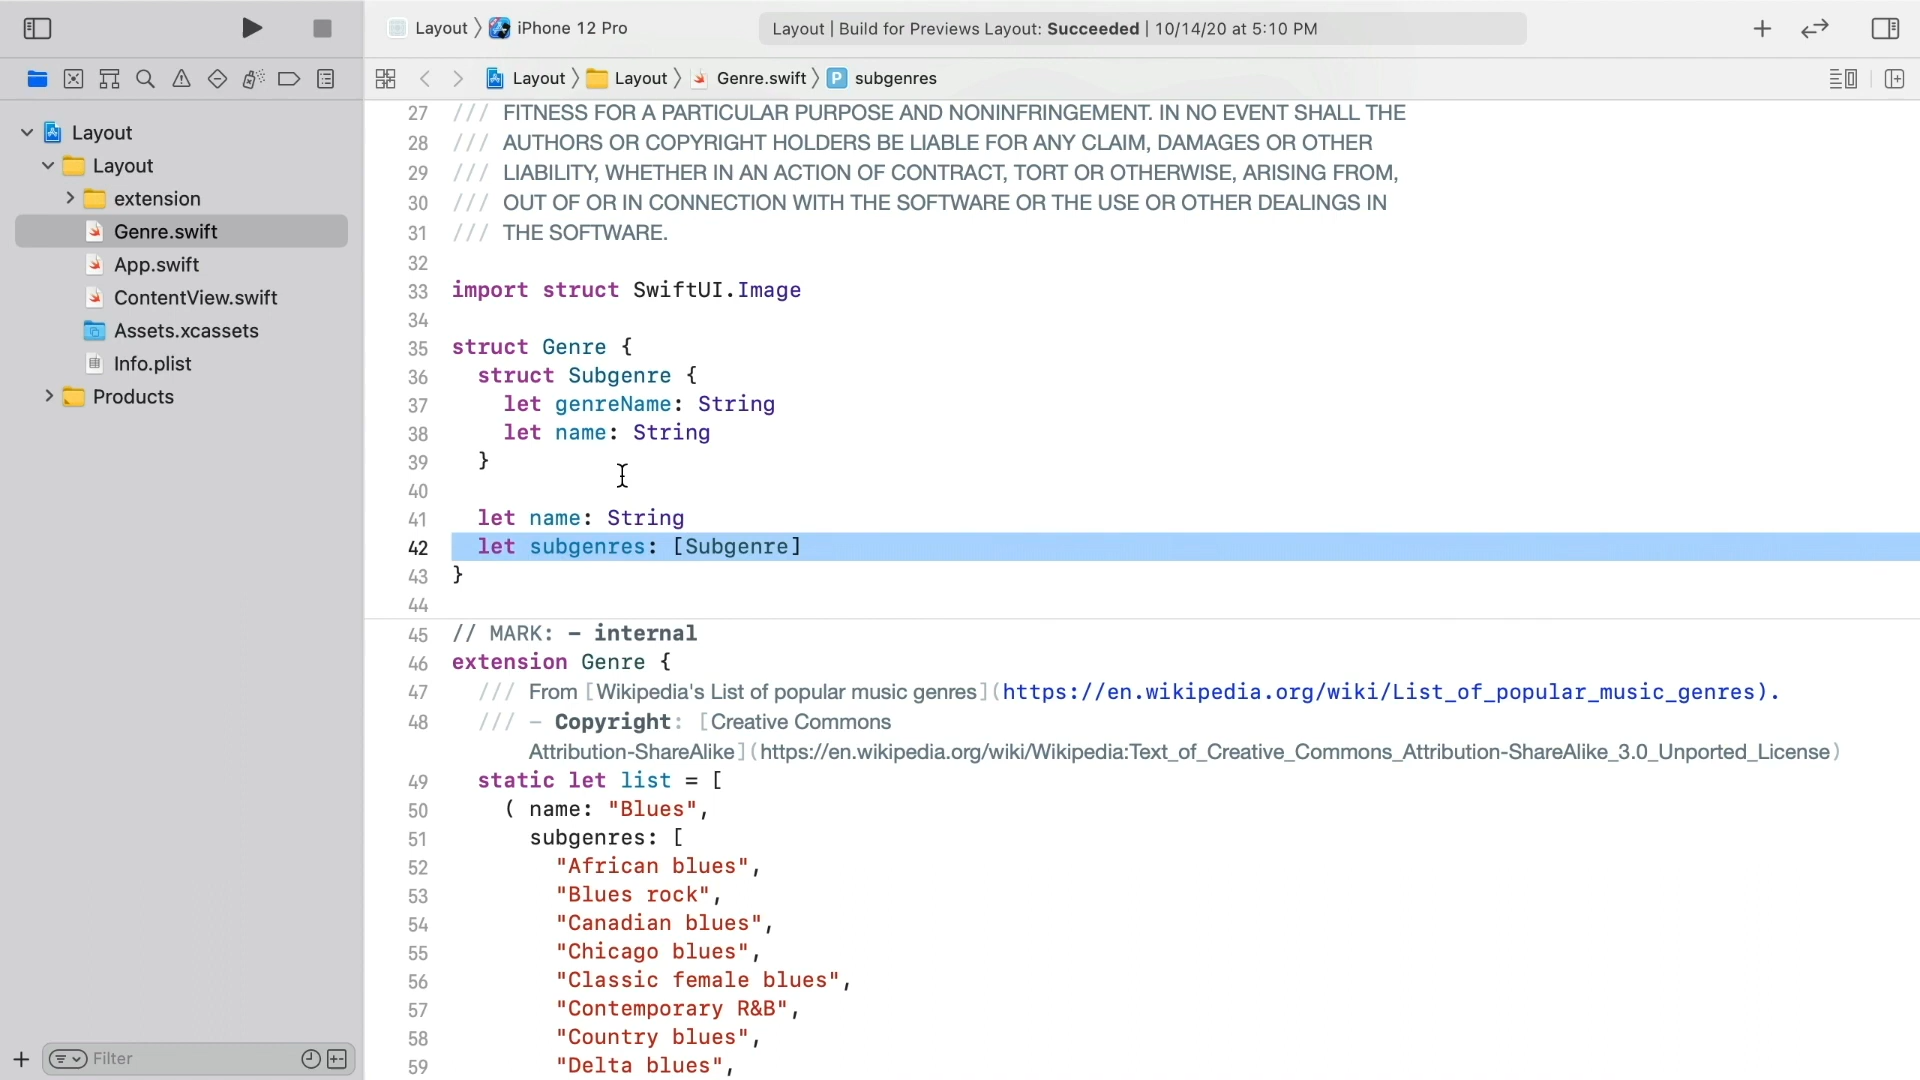 Layout 〉 iPhone 12 Pro
Layout | Build for Previews Layout: Succeeded | 10/14/20 at 5:10 PM
Layout 〉 Layout 〉 Genre.swift 〉 P subgenres
Layout
Layout
extension
Genre.swift
App.swift
ContentView.swift
Assets.xcassets
Info.plist
Products
Filter
27 /// FITNESS FOR A PARTICULAR PURPOSE AND NONINFRINGEMENT. IN NO EVENT SHALL THE
28 /// AUTHORS OR COPYRIGHT HOLDERS BE LIABLE FOR ANY CLAIM, DAMAGES OR OTHER
29 /// LIABILITY, WHETHER IN AN ACTION OF CONTRACT, TORT OR OTHERWISE, ARISING FROM,
30 /// OUT OF OR IN CONNECTION WITH THE SOFTWARE OR THE USE OR OTHER DEALINGS IN
31 /// THE SOFTWARE.
32
33 import struct SwiftUI.Image
34
35 struct Genre {
36 struct Subgenre {
37 let genreName: String
38 let name: String
39 }
40
41 let name: String
42 let subgenres: [Subgenre]
43 }
44
45 // MARK: – internal
46 extension Genre {
47 /// From [Wikipedia's List of popular music genres](https://en.wikipedia.org/wiki/List_of_popular_music_genres).
48 /// – Copyright: [Creative Commons
Attribution-ShareAlike](https://en.wikipedia.org/wiki/Wikipedia:Text_of_Creative_Commons_Attribution-ShareAlike_3.0_Unported_License)
49 static let list = [
50 ( name: "Blues",
51 subgenres: [
52 "African blues",
53 "Blues rock",
54 "Canadian blues",
55 "Chicago blues",
56 "Classic female blues",
57 "Contemporary R&B",
58 "Country blues",
59 "Delta blues",